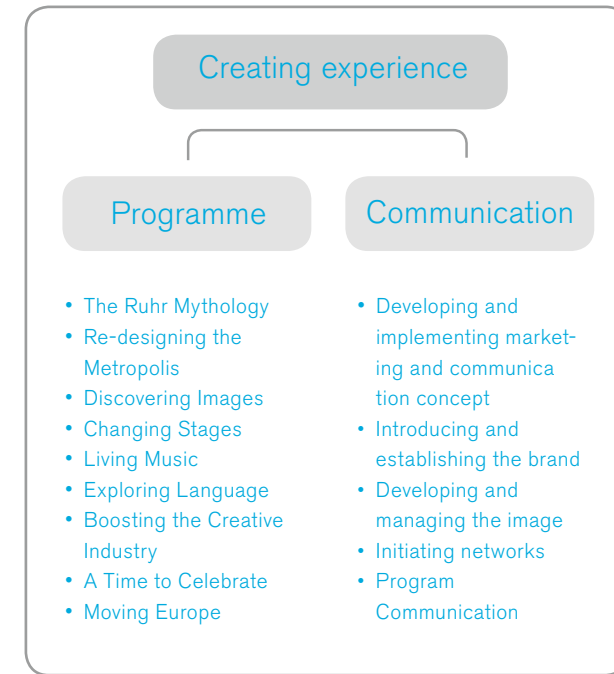 Creating experience
Programme
Communication
• The Ruhr Mythology
• Re-designing the
Metropolis
• Discovering Images
• Changing Stages
• Living Music
• Exploring Language
• Boosting the Creative
Industry
• A Time to Celebrate
• Moving Europe
• Developing and
implementing market-
ing and communica
tion concept
• Introducing and
establishing the brand
• Developing and
managing the image
• Initiating networks
• Program
Communication